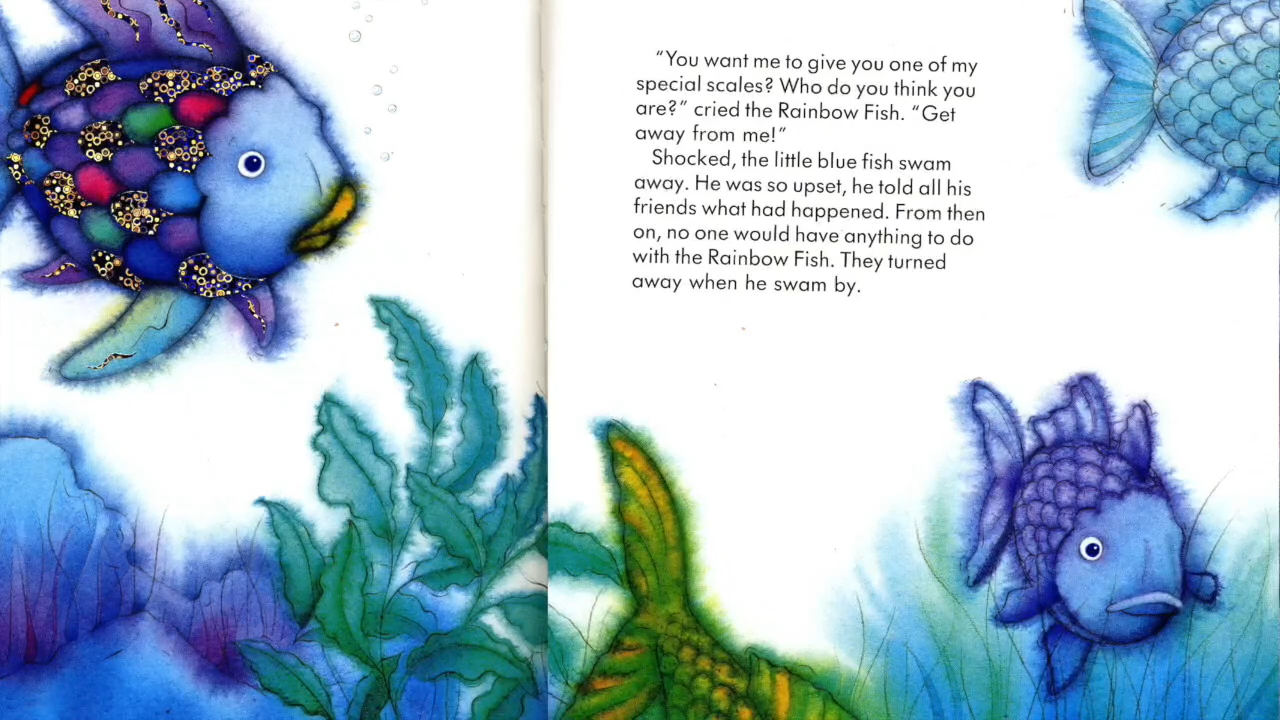 “You want me to give you one of my
special scales? Who do you think you
are?” cried the Rainbow Fish. “Get
away from me!”
Shocked, the little blue fish swam
away. He was so upset, he told all his
friends what had happened. From then
on, no one would have anything to do
with the Rainbow Fish. They turned
away when he swam by.